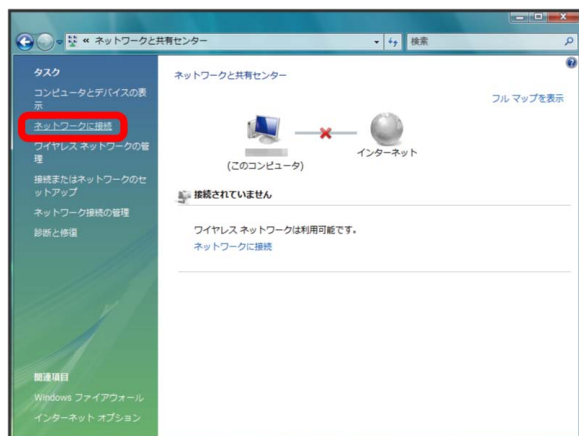 « ネットワークと共有センター
検索
タスク
コンピュータとデバイスの表
示
ネットワークに接続
ワイヤレス ネットワークの管
理
接続またはネットワークのセ
ットアップ
ネットワーク接続の管理
診断と修復
関連項目
Windows ファイアウォール
インターネット オプション
ネットワークと共有センター
フル マップを表示
(このコンピュータ)
インターネット
接続されていません
ワイヤレス ネットワークは利用可能です。
ネットワークに接続